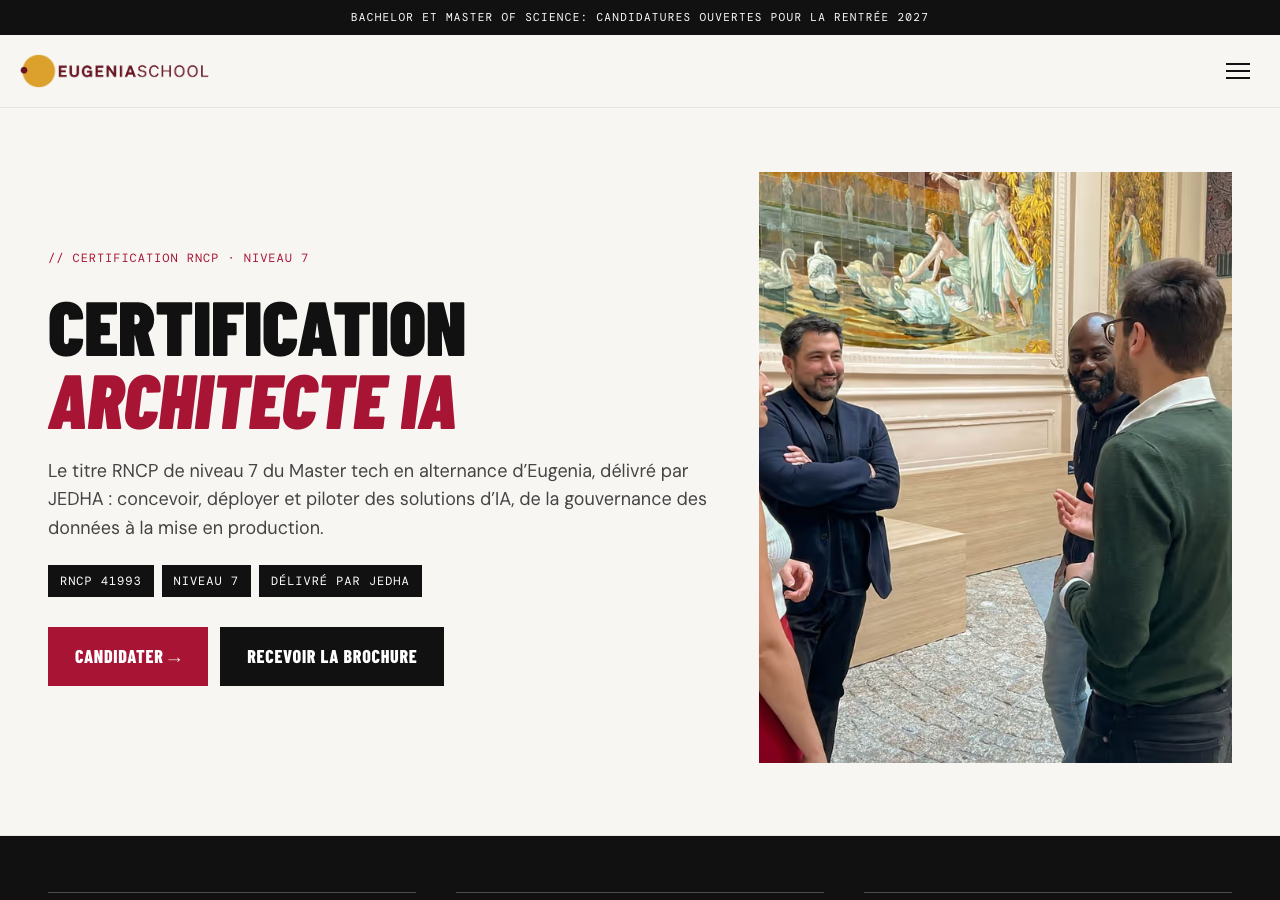 BACHELOR ET MASTER OF SCIENCE: CANDIDATURES OUVERTES POUR LA RENTRÉE 2027
EUGENIASCHOOL
// CERTIFICATION RNCP · NIVEAU 7
CERTIFICATION
ARCHITECTE IA
Le titre RNCP de niveau 7 du Master tech en alternance d’Eugenia, délivré par
JEDHA : concevoir, déployer et piloter des solutions d’IA, de la gouvernance des
données à la mise en production.
RNCP 41993
NIVEAU 7
DÉLIVRÉ PAR JEDHA
CANDIDATER →
RECEVOIR LA BROCHURE